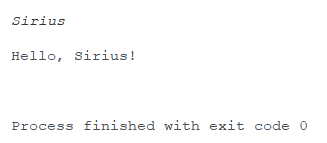 Sirius
Hello, Sirius!
Process finished with exit code 0